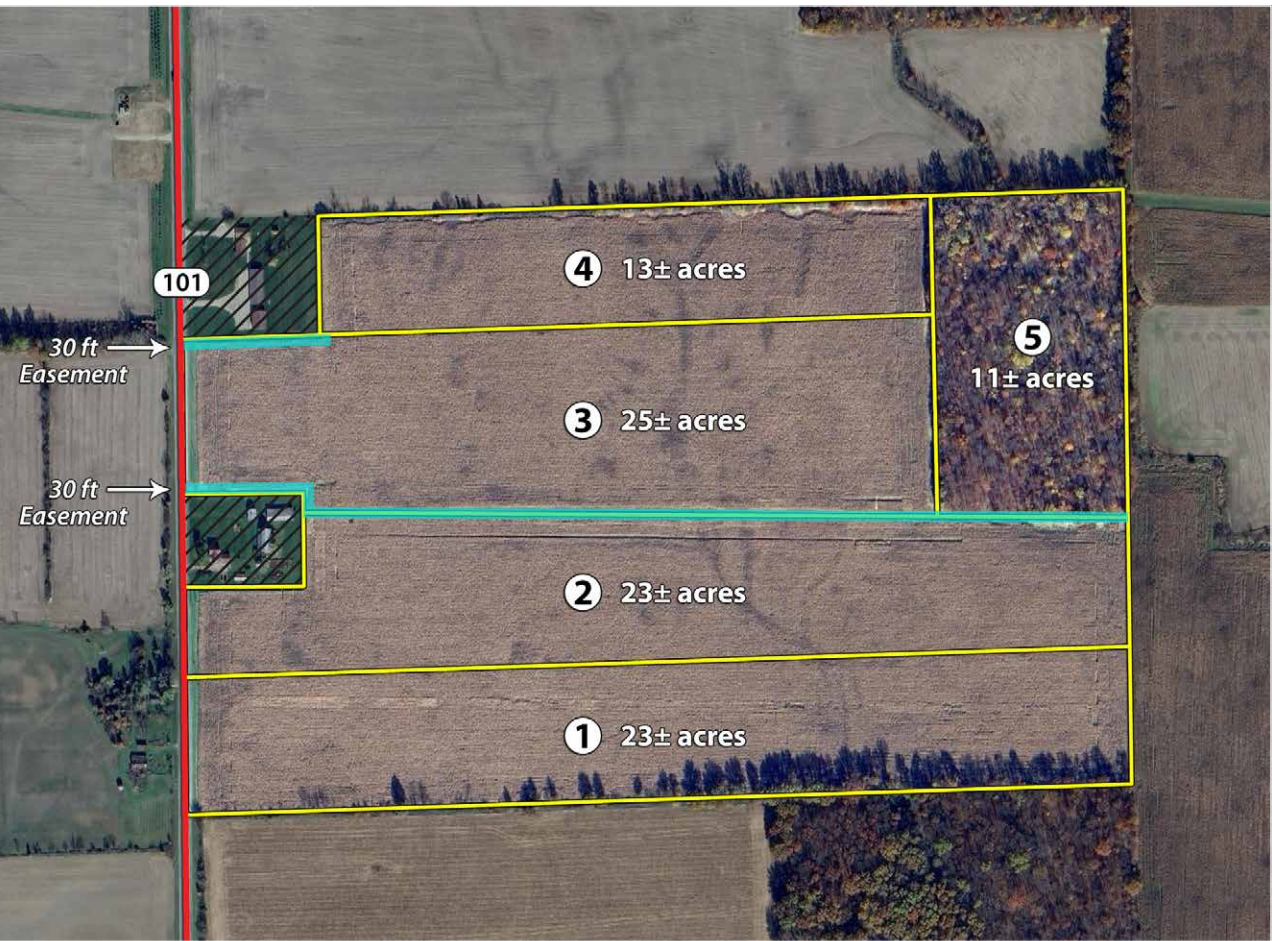 ④ 13± acres
101
30 ft
Easement
⑤
11± acres
③ 25± acres
30 ft
Easement
② 23± acres
① 23± acres